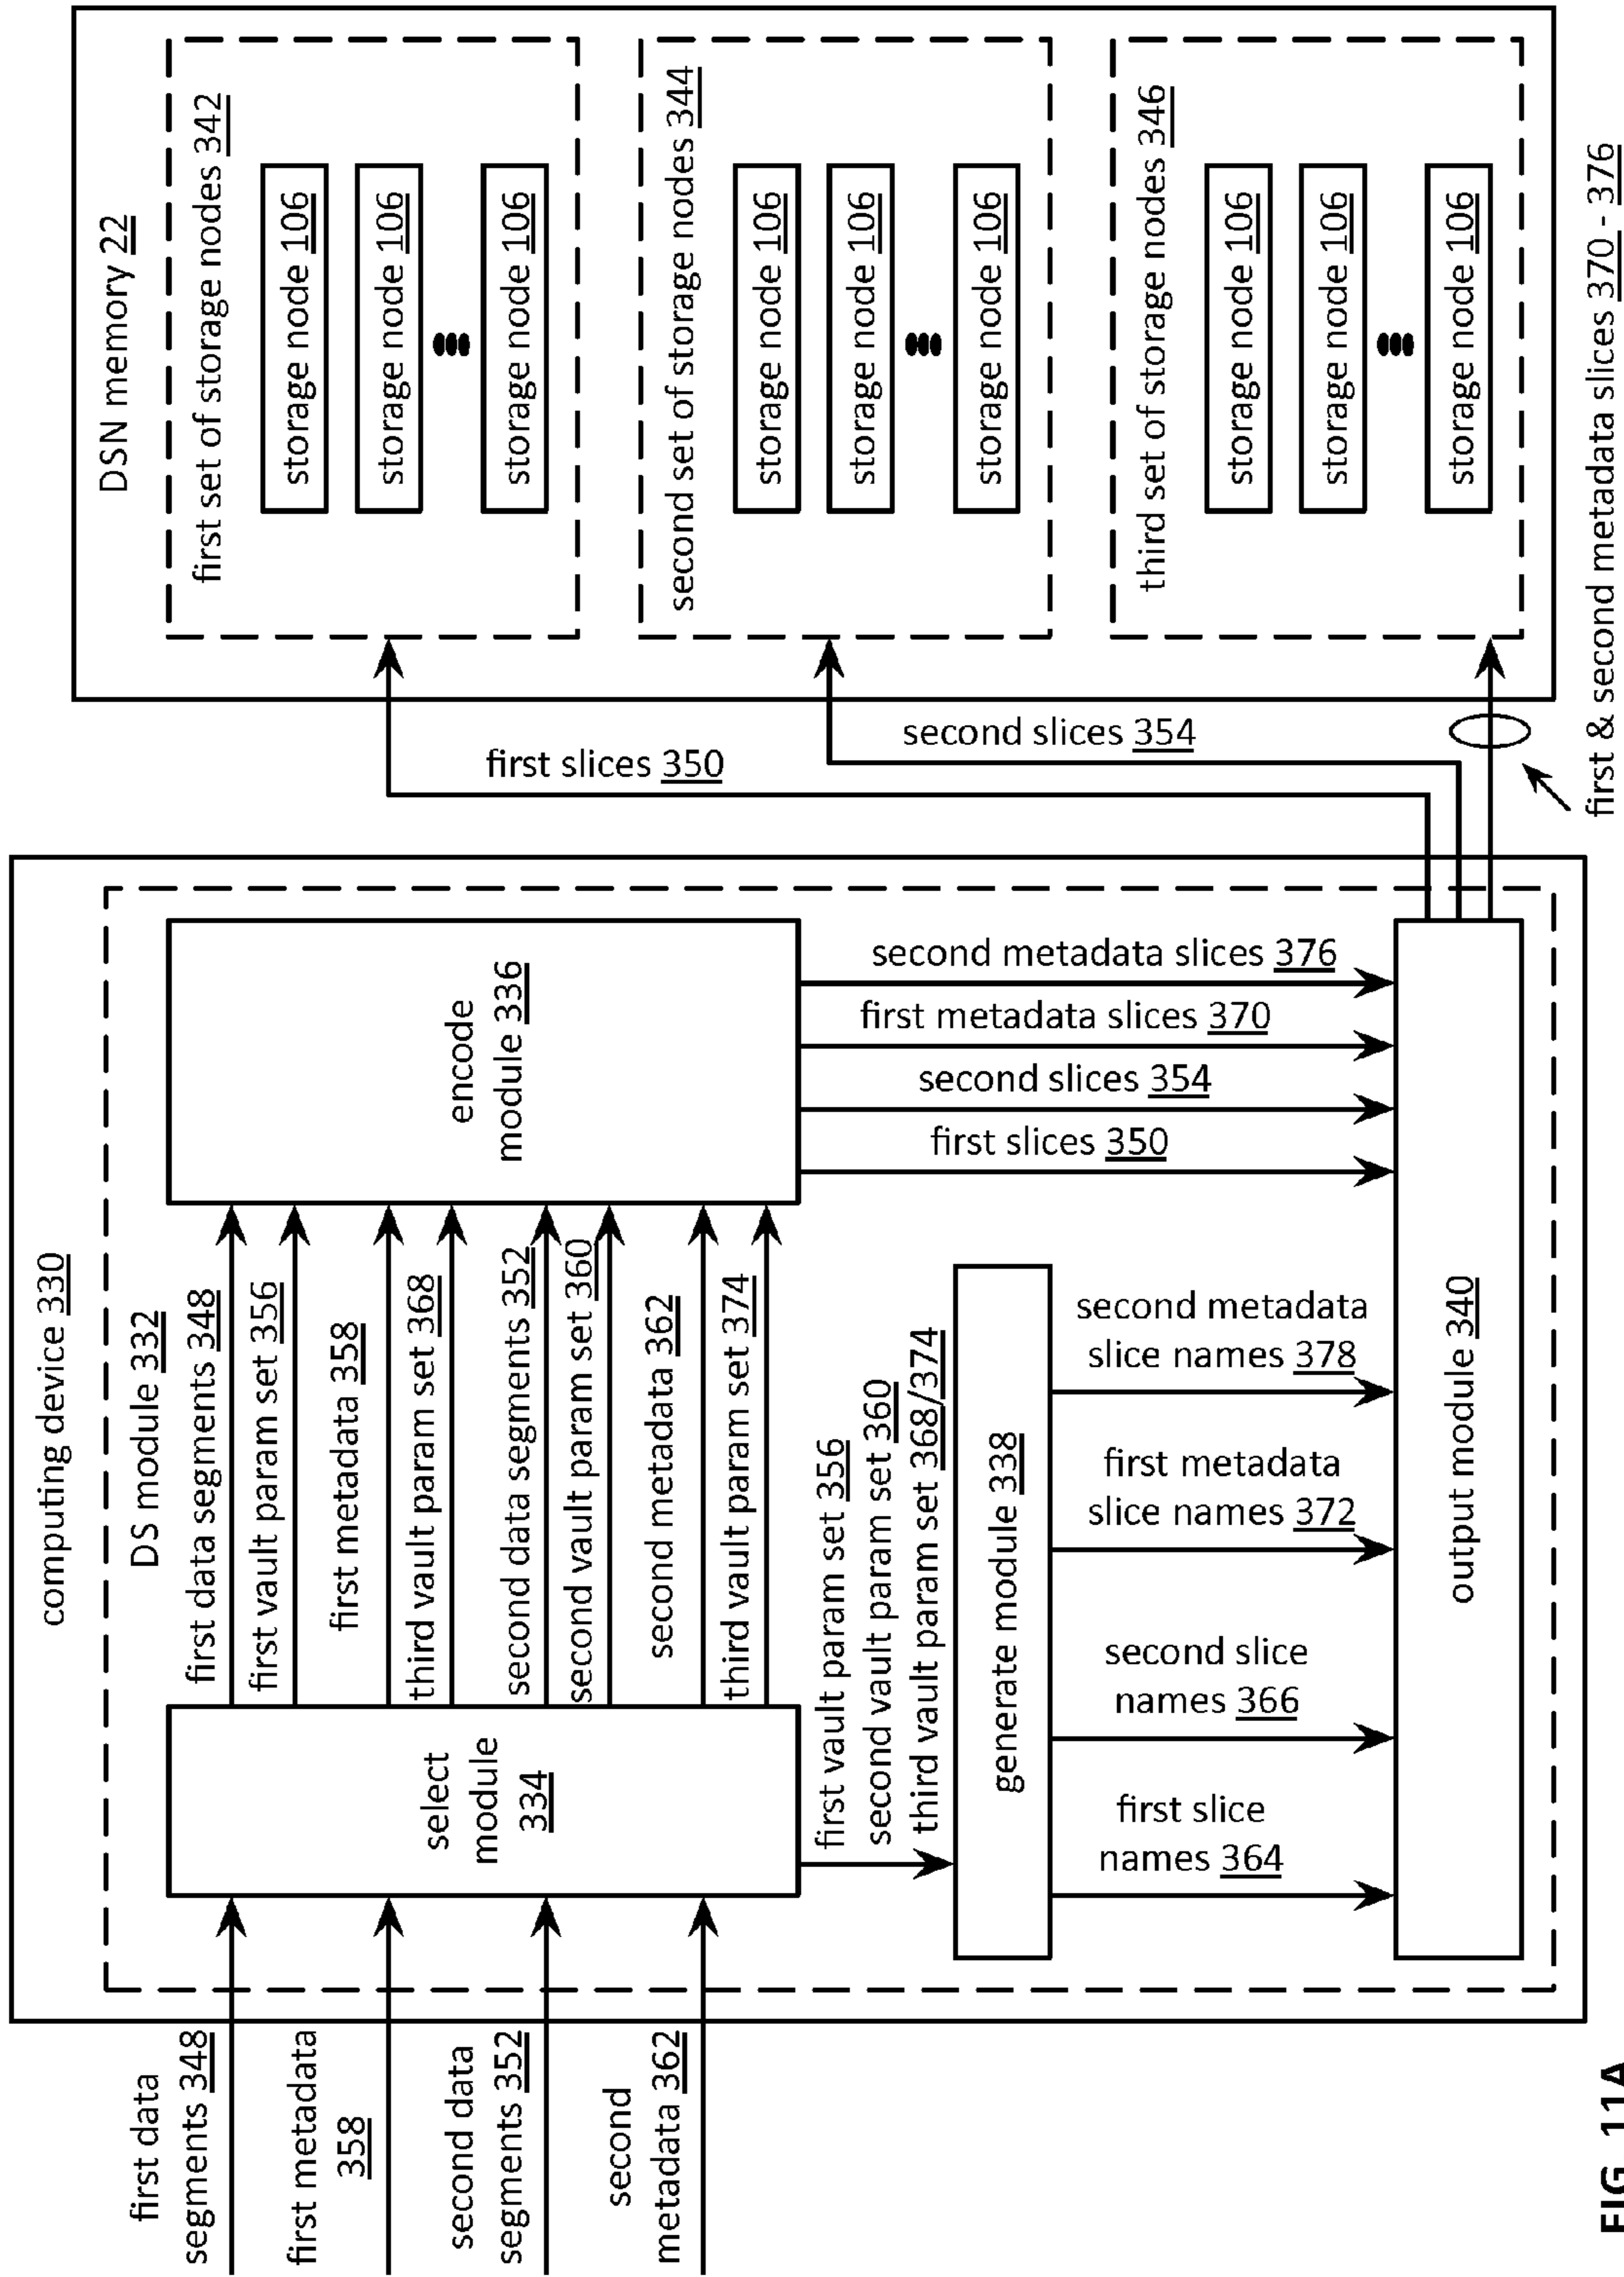 computing device 330
DS module 332
first data
segments 348
first metadata
358
second data
segments 352
second
metadata 362
select
module
334
first data segments 348
first vault param set 356
first metadata 358
third vault param set 368
second data segments 352
second vault param set 360
second metadata 362
third vault param set 374
encode
module 336
first vault param set 356
second vault param set 360
third vault param set 368/374
generate module 338
first slice
names 364
second slice
names 366
first metadata
slice names 372
second metadata
slice names 378
second metadata slices 376
first metadata slices 370
second slices 354
first slices 350
output module 340
first slices 350
second slices 354
first & second metadata slices 370 - 376
DSN memory 22
first set of storage nodes 342
storage node 106
storage node 106
storage node 106
second set of storage nodes 344
storage node 106
storage node 106
storage node 106
third set of storage nodes 346
storage node 106
storage node 106
storage node 106
FIG. 11A